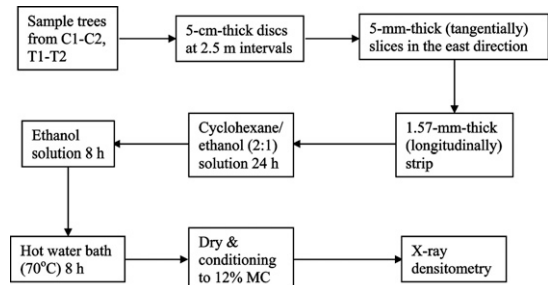 Sample trees
from C1-C2,
T1-T2
5-cm-thick discs
at 2.5 m intervals
5-mm-thick (tangentially)
slices in the east direction
1.57-mm-thick
(longitudinally)
strip
Cyclohexane/
ethanol (2:1)
solution 24 h
Ethanol
solution 8 h
Hot water bath
(70°C) 8 h
Dry &
conditioning
to 12% MC
X-ray
densitometry